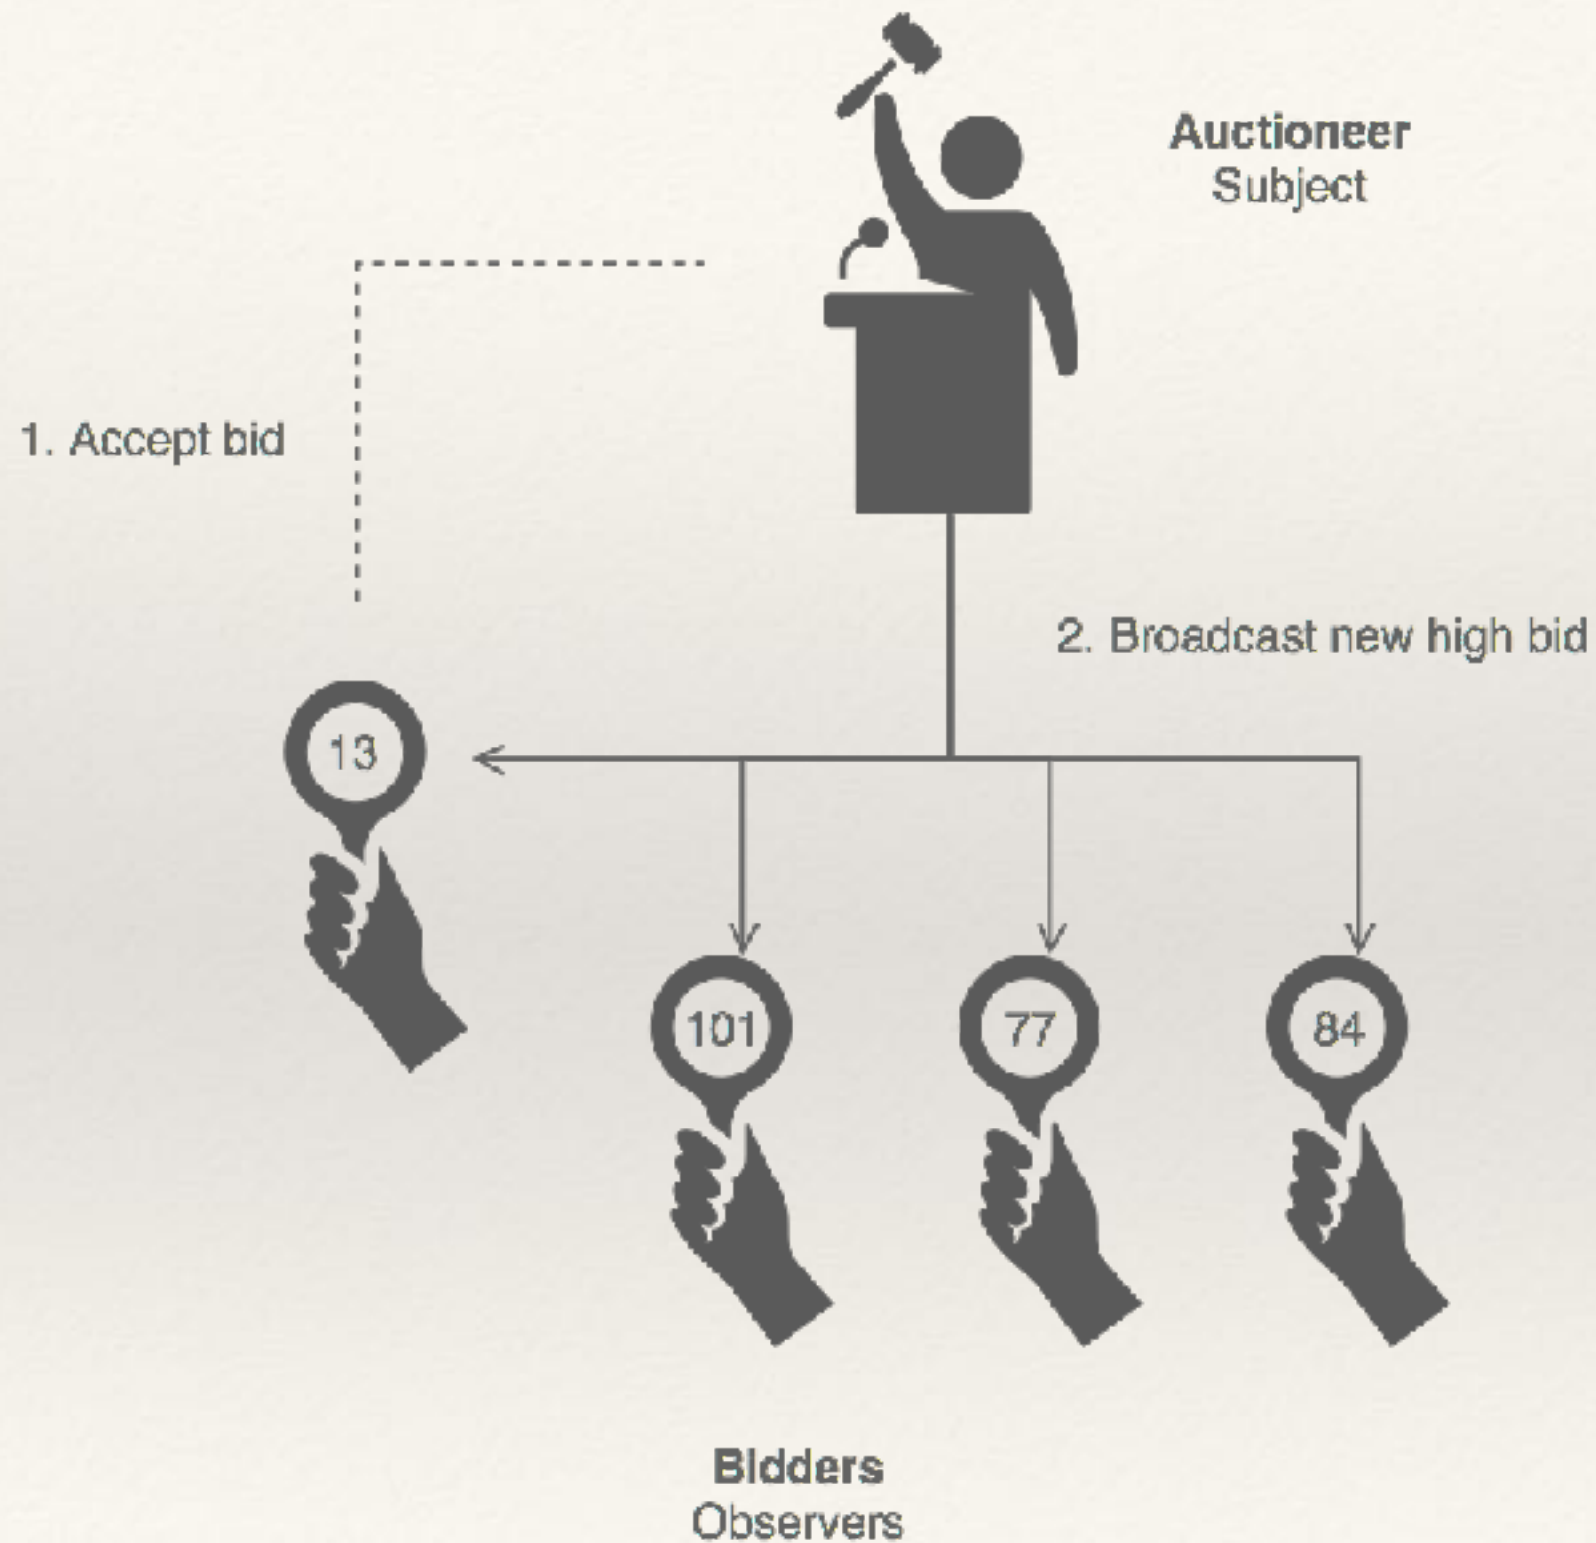 Auctioneer
Subject
1. Accept bid
2. Broadcast new high bid
13
101
77
84
Bidders
Observers